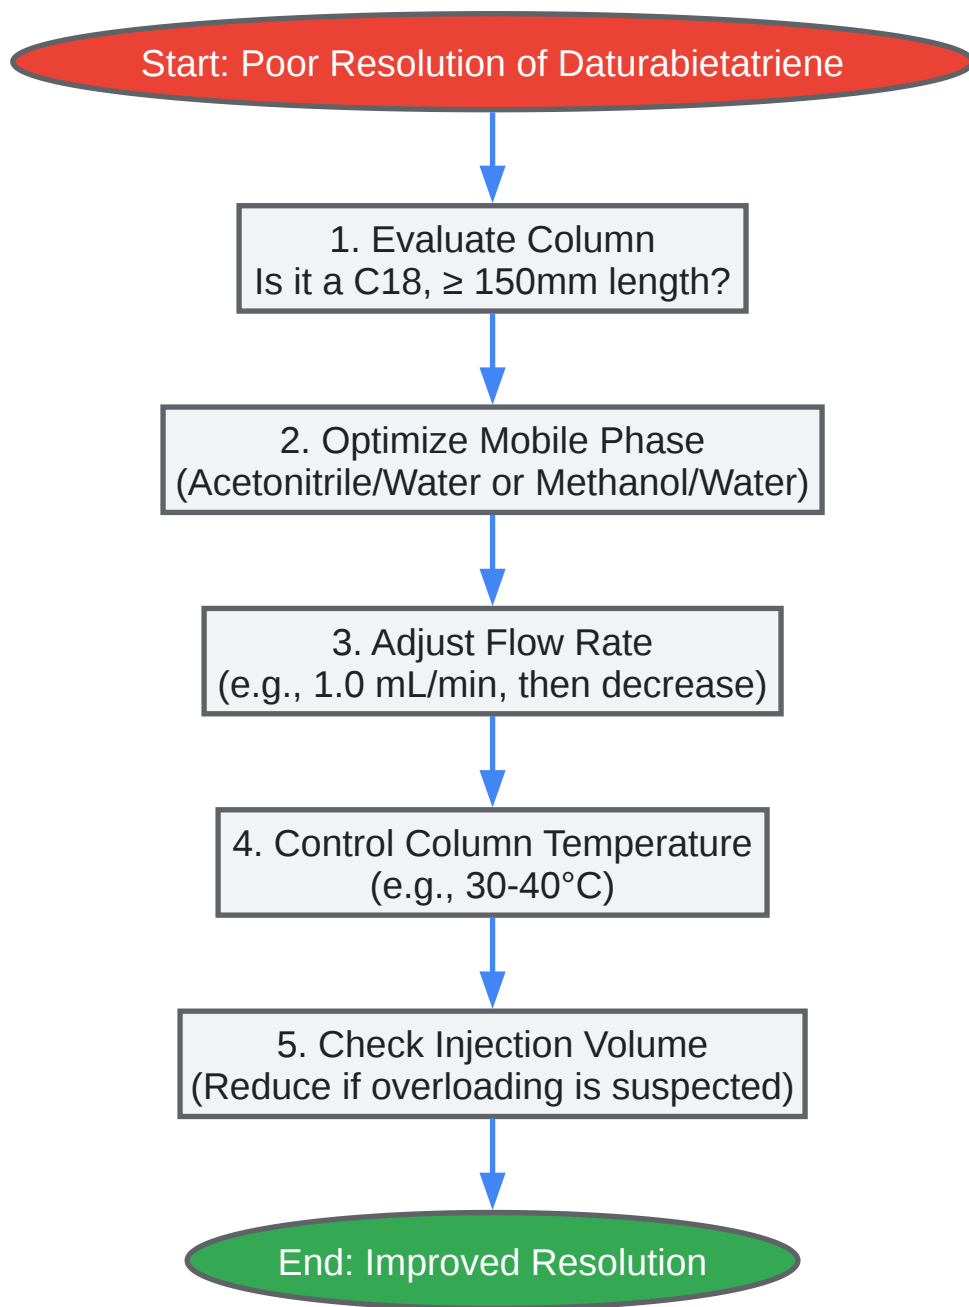 Start: Poor Resolution of Daturabietatriene
1. Evaluate Column
Is it a C18, ≥ 150mm length?
2. Optimize Mobile Phase
(Acetonitrile/Water or Methanol/Water)
3. Adjust Flow Rate
(e.g., 1.0 mL/min, then decrease)
4. Control Column Temperature
(e.g., 30-40°C)
5. Check Injection Volume
(Reduce if overloading is suspected)
End: Improved Resolution